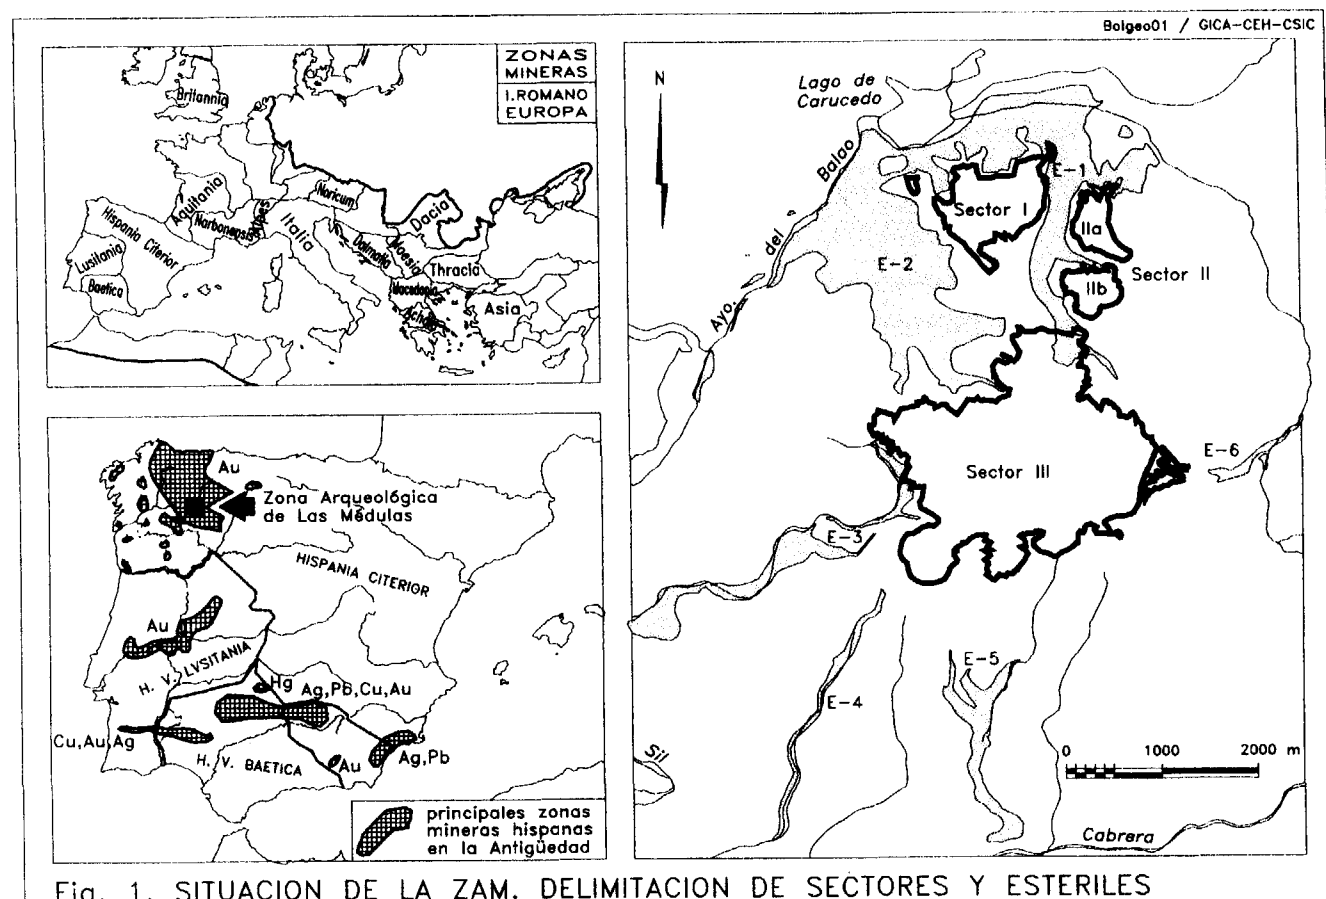 Bolgeo01 / GICA-CEH-CSIC
ZONAS
MINERAS
I.ROMANO
EUROPA
Britannia
Aquitania
Narbonensis
Alpes
Noricum
Dacia
Italia
Hispania Citerior
Lusitania
Baetica
Dalmatia
Moesia
Thracia
Macedonia
Achaia
Asia
N
Lago de
Carucedo
Ayo. del Balao
E-1
Sector I
IIa
E-2
Sector II
IIb
E-6
Sector III
E-3
E-5
E-4
Sil
0 1000 2000 m
Cabrera
Au
Zona Arqueológica
de Las Médulas
HISPANIA CITERIOR
Au
H. V. LVSITANIA
Hg
Ag,Pb,Cu,Au
Cu,Au,Ag
H. V. BAETICA
Au
Ag,Pb
principales zonas
mineras hispanas
en la Antigüedad
Fig. 1. SITUACION DE LA ZAM. DELIMITACION DE SECTORES Y ESTERILES